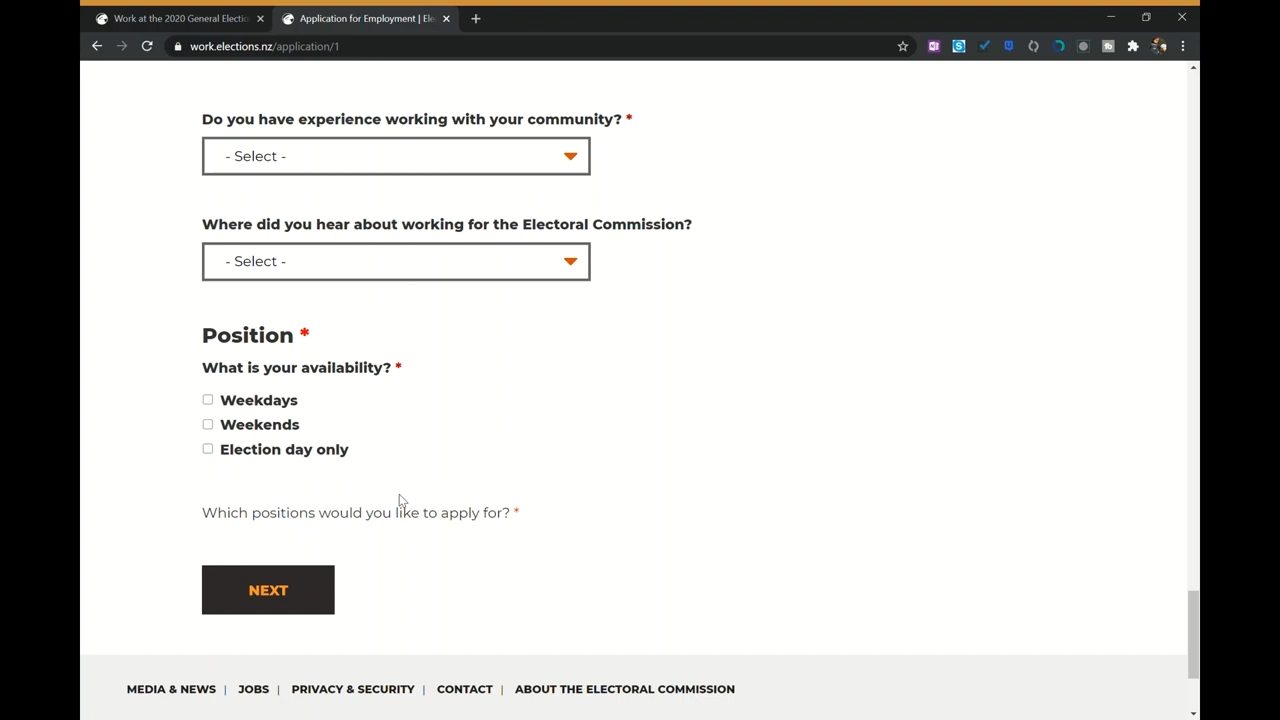 Work at the 2020 General Electio
Application for Employment | Ele
work.elections.nz/application/1
Do you have experience working with your community? *
- Select -
Where did you hear about working for the Electoral Commission?
- Select -
Position *
What is your availability? *
Weekdays
Weekends
Election day only
Which positions would you like to apply for? *
NEXT
MEDIA & NEWS | JOBS | PRIVACY & SECURITY | CONTACT | ABOUT THE ELECTORAL COMMISSION